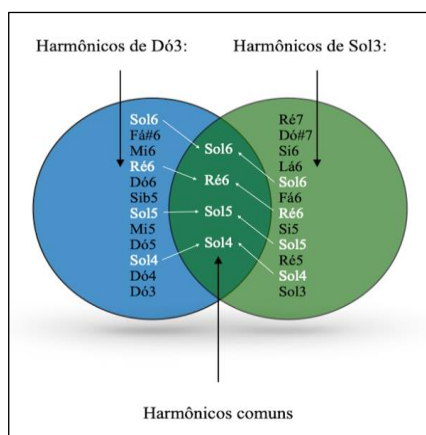 Harmônicos de Dó3:
Harmônicos de Sol3:
Sol6
Fá#6
Mi6
Ré6
Dó6
Sib5
Sol5
Mi5
Dó5
Sol4
Dó4
Dó3
Sol6
Ré6
Sol5
Sol4
Ré7
Dó#7
Si6
Lá6
Sol6
Fá6
Ré6
Si5
Sol5
Ré5
Sol4
Sol3
Harmônicos comuns